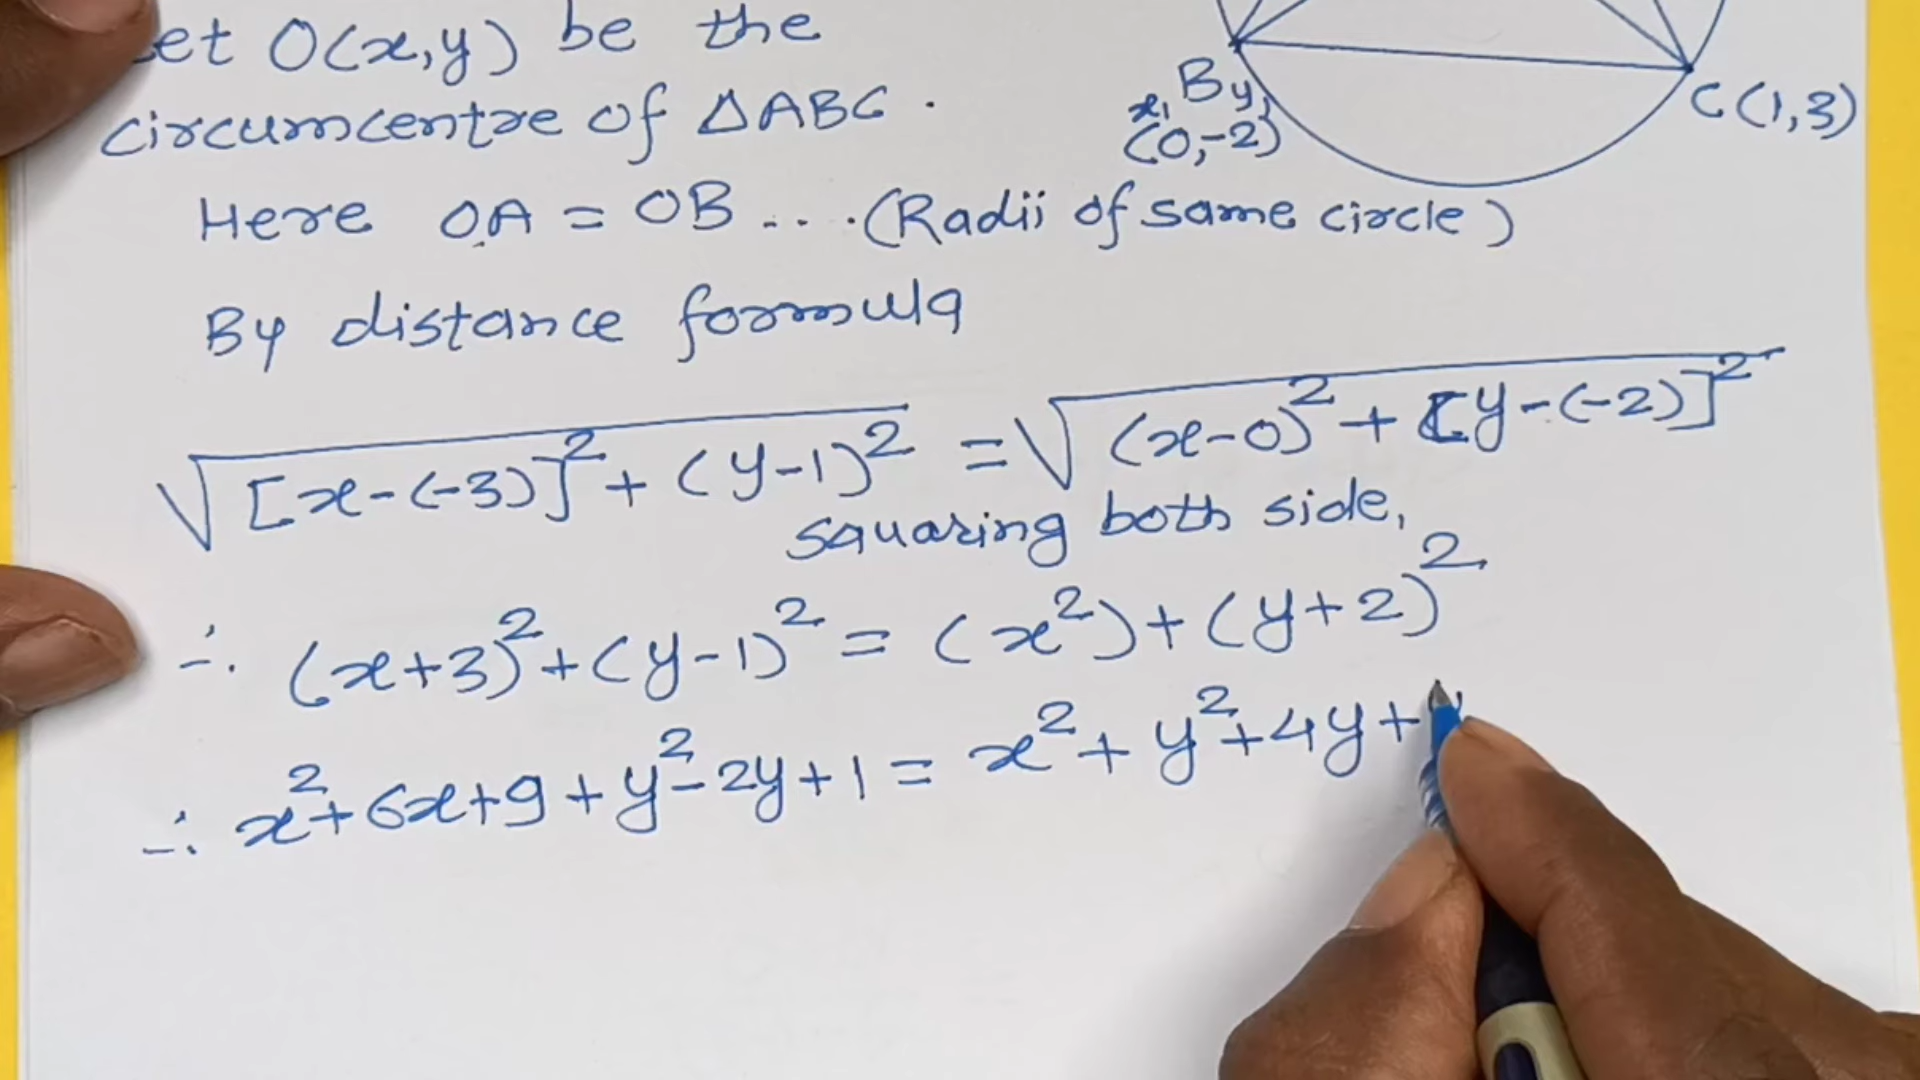 et O(x,y) be the
circumcentre of ΔABC.
B
x₁ y₁
(0,-2)
C(1,3)
Here OA = OB ....(Radii of same circle)
By distance formula
√[x-(-3)]²+(y-1)² = √(x-0)²+[y-(-2)]²
squaring both side,
∴ (x+3)²+(y-1)² = (x²)+(y+2)²
∴ x²+6x+9+y²-2y+1 = x²+y²+4y+